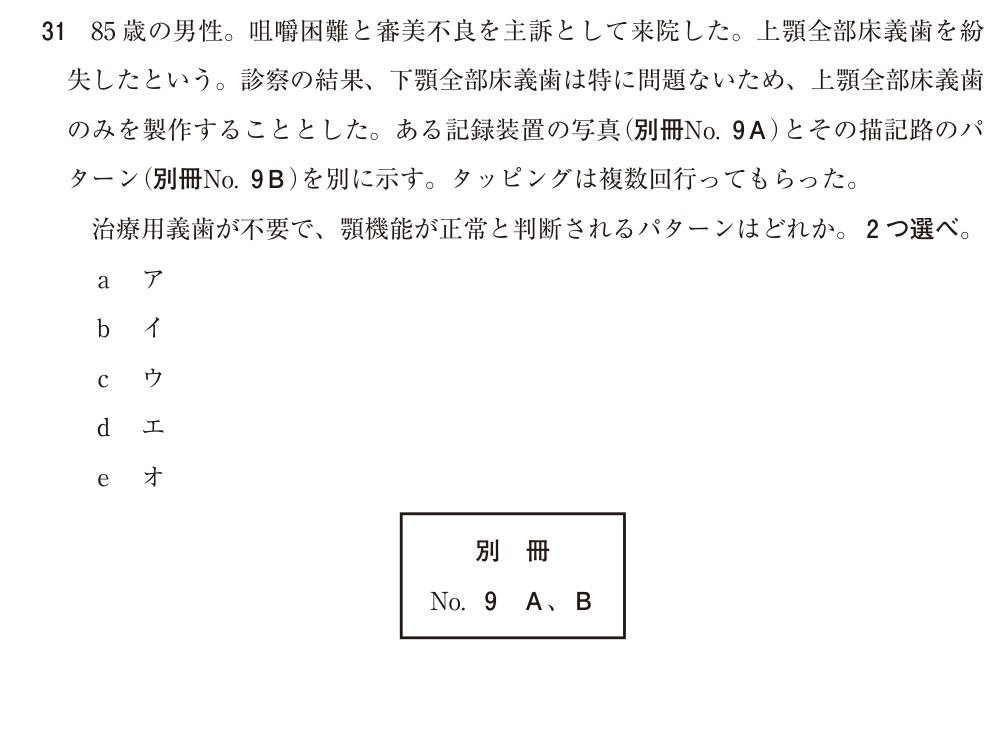 31 85歳の男性。咀嚼困難と審美不良を主訴として来院した。上顎全部床義歯を紛
失したという。診察の結果、下顎全部床義歯は特に問題ないため、上顎全部床義歯
のみを製作することとした。ある記録装置の写真(別冊No. 9A)とその描記路のパ
ターン(別冊No. 9B)を別に示す。タッピングは複数回行ってもらった。
治療用義歯が不要で、顎機能が正常と判断されるパターンはどれか。2つ選べ。
a ア
b イ
c ウ
d エ
e オ
別 冊
No. 9 A、B